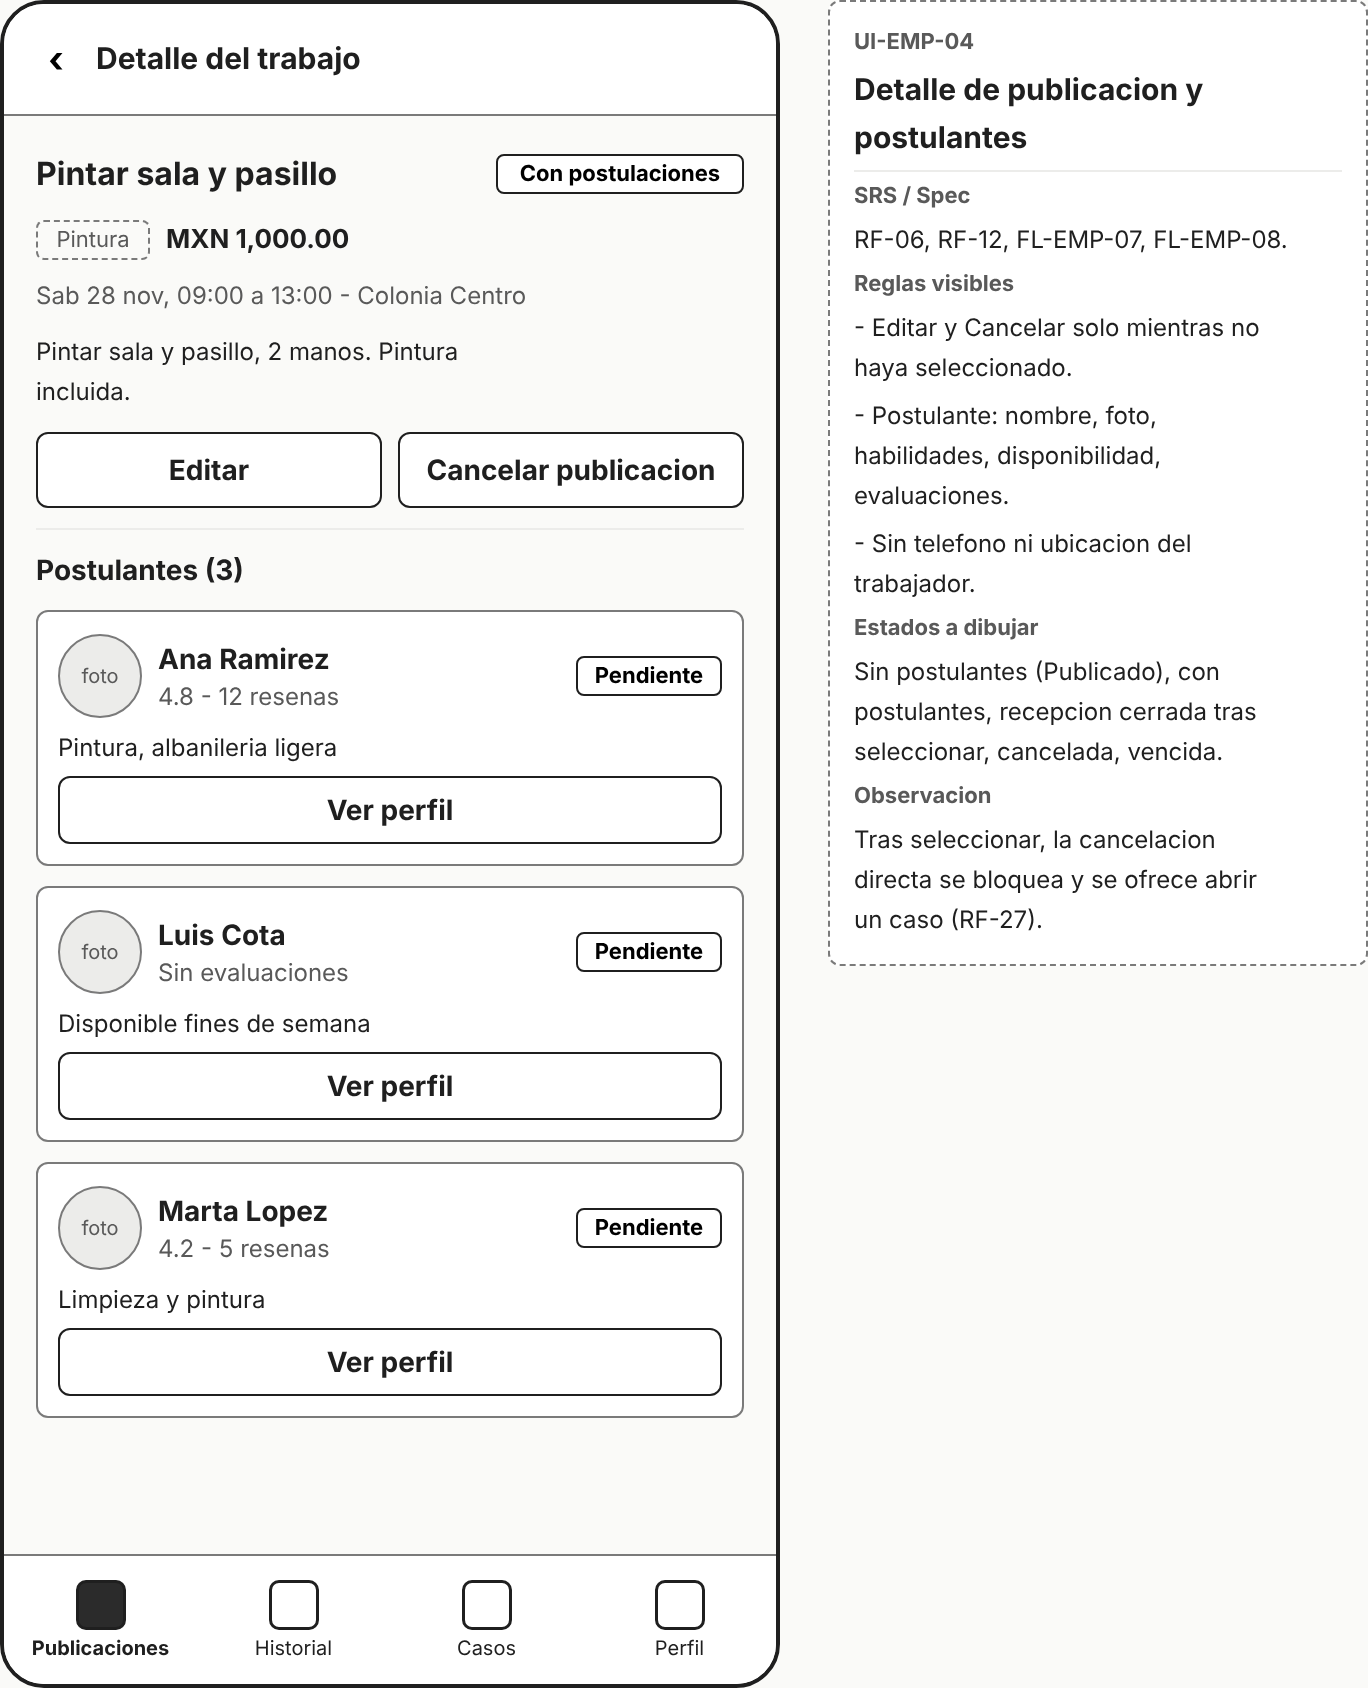 ‹ Detalle del trabajo
Pintar sala y pasillo
Con postulaciones
Pintura MXN 1,000.00
Sab 28 nov, 09:00 a 13:00 - Colonia Centro
Pintar sala y pasillo, 2 manos. Pintura
incluida.
Editar
Cancelar publicacion
Postulantes (3)
foto
Ana Ramirez
4.8 - 12 resenas
Pendiente
Pintura, albanileria ligera
Ver perfil
foto
Luis Cota
Sin evaluaciones
Pendiente
Disponible fines de semana
Ver perfil
foto
Marta Lopez
4.2 - 5 resenas
Pendiente
Limpieza y pintura
Ver perfil
Publicaciones
Historial
Casos
Perfil
UI-EMP-04
Detalle de publicacion y
postulantes
SRS / Spec
RF-06, RF-12, FL-EMP-07, FL-EMP-08.
Reglas visibles
- Editar y Cancelar solo mientras no
haya seleccionado.
- Postulante: nombre, foto,
habilidades, disponibilidad,
evaluaciones.
- Sin telefono ni ubicacion del
trabajador.
Estados a dibujar
Sin postulantes (Publicado), con
postulantes, recepcion cerrada tras
seleccionar, cancelada, vencida.
Observacion
Tras seleccionar, la cancelacion
directa se bloquea y se ofrece abrir
un caso (RF-27).